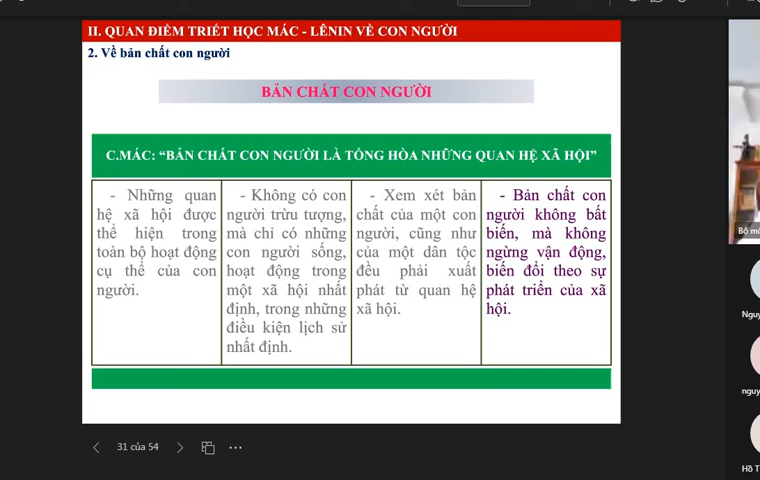 II. QUAN ĐIỂM TRIẾT HỌC MÁC - LÊNIN VỀ CON NGƯỜI
2. Về bản chất con người
BẢN CHẤT CON NGƯỜI
C.MÁC: “BẢN CHẤT CON NGƯỜI LÀ TỔNG HÒA NHỮNG QUAN HỆ XÃ HỘI”
- Những quan
hệ xã hội được
thể hiện trong
toàn bộ hoạt động
cụ thể của con
người.
- Không có con
người trừu tượng,
mà chỉ có những
con người sống,
hoạt động trong
một xã hội nhất
định, trong những
điều kiện lịch sử
nhất định.
- Xem xét bản
chất của một con
người, cũng như
của một dân tộc
đều phải xuất
phát từ quan hệ
xã hội.
- Bản chất con
người không bất
biến, mà không
ngừng vận động,
biến đổi theo sự
phát triển của xã
hội.
31 của 54
Bộ mô
Nguy
nguy
Hồ T